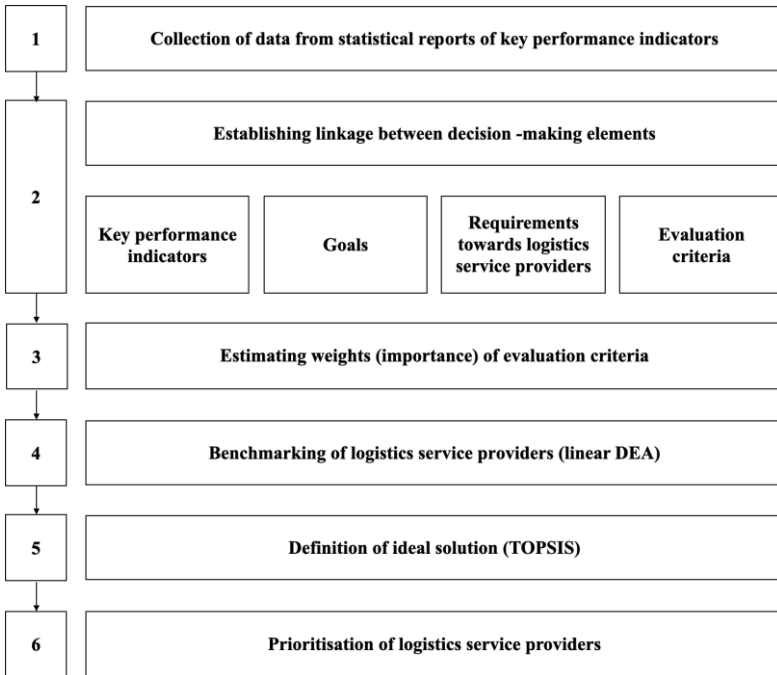 1
Collection of data from statistical reports of key performance indicators
2
Establishing linkage between decision -making elements
Key performance
indicators
Goals
Requirements
towards logistics
service providers
Evaluation
criteria
3
Estimating weights (importance) of evaluation criteria
4
Benchmarking of logistics service providers (linear DEA)
5
Definition of ideal solution (TOPSIS)
6
Prioritisation of logistics service providers